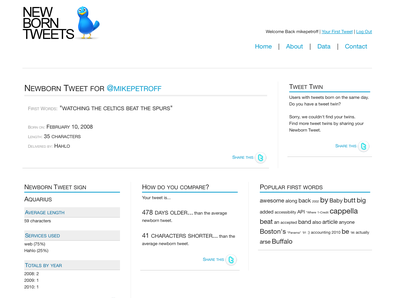 NEW
BORN
TWEETS
Welcome Back mikepetroff | Your First Tweet | Log Out
Home | About | Data | Contact
Newborn Tweet for @mikepetroff
First Words: "watching the Celtics beat the Spurs"
Born on February 10, 2008
Length 35 characters
Delivered by Hahlo
Share this
Tweet Twin
Users with tweets born on the same day.
Do you have a tweet twin?
Sorry, we couldn't find your twins.
Find more tweet twins by sharing your
Newborn Tweet.
Share this
Newborn Tweet sign
Aquarius
Average length
59 characters
Services used
web (75%)
Hahlo (25%)
Totals by year
2008: 2
2009: 1
2010: 1
How do you compare?
Your tweet is...
478 days older... than the average
newborn tweet.
41 characters shorter... than the
average newborn tweet.
Share this
Popular first words
awesome along back by Baby butt big
added accessibility API cappella
beat an accepted band also article anyone
Boston's accounting 2010 be actually
arse Buffalo